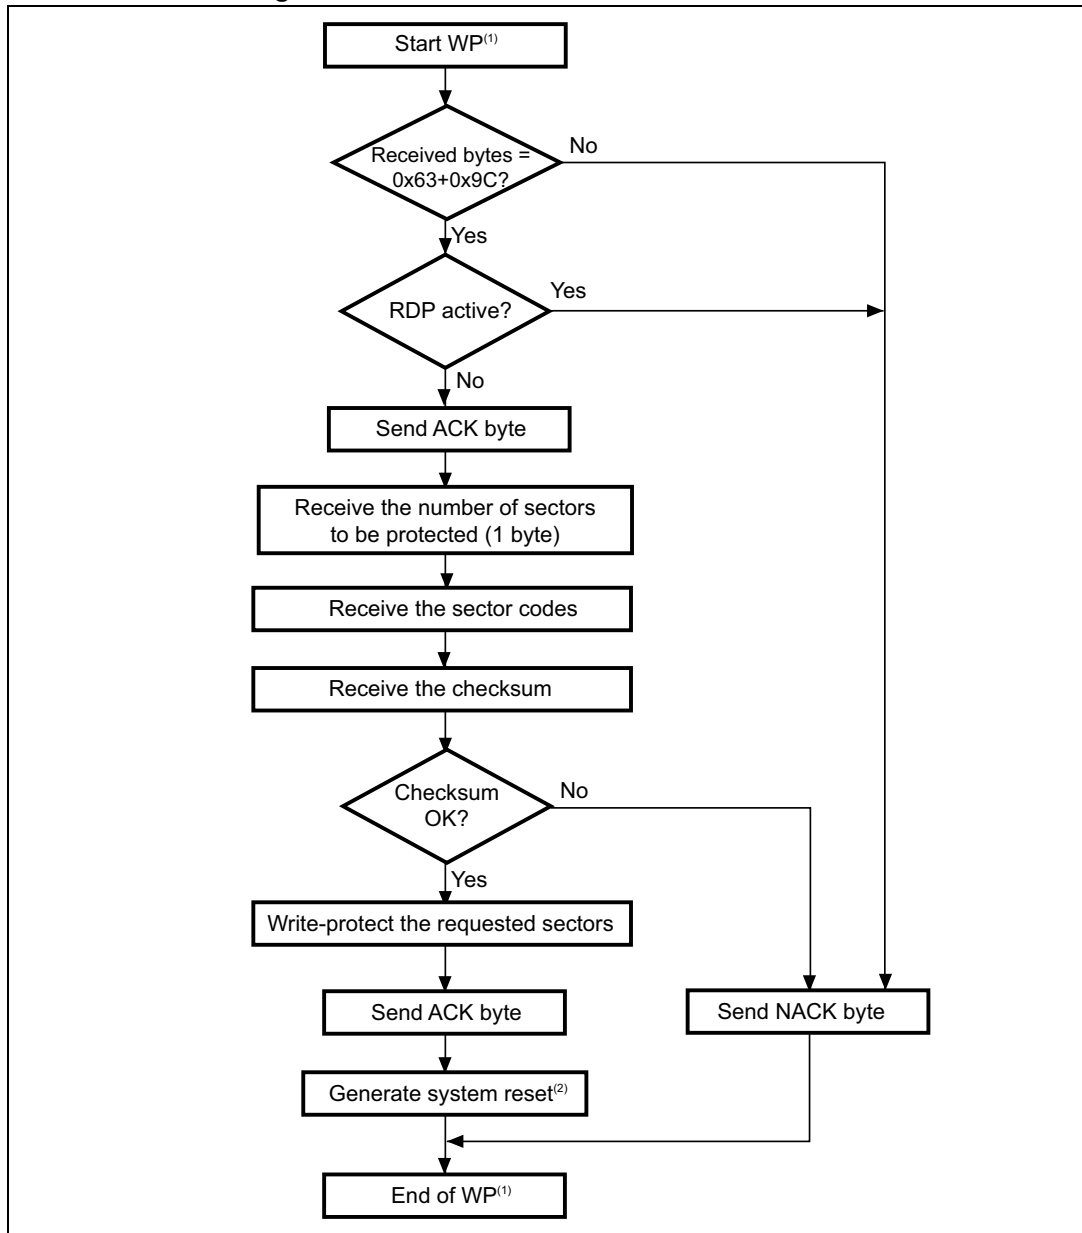 Start WP(1)
Received bytes =
0x63+0x9C?
No
Yes
RDP active?
Yes
No
Send ACK byte
Receive the number of sectors
to be protected (1 byte)
Receive the sector codes
Receive the checksum
Checksum
OK?
No
Yes
Write-protect the requested sectors
Send ACK byte
Send NACK byte
Generate system reset(2)
End of WP(1)